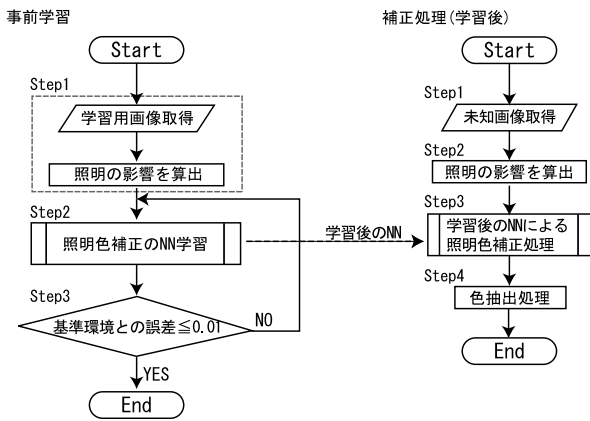 事前学習
Start
Step1
学習用画像取得
照明の影響を算出
Step2
照明色補正のNN学習
Step3
基準環境との誤差≦0.01
NO
YES
End
学習後のNN
補正処理(学習後)
Start
Step1
未知画像取得
Step2
照明の影響を算出
Step3
学習後のNNによる
照明色補正処理
Step4
色抽出処理
End